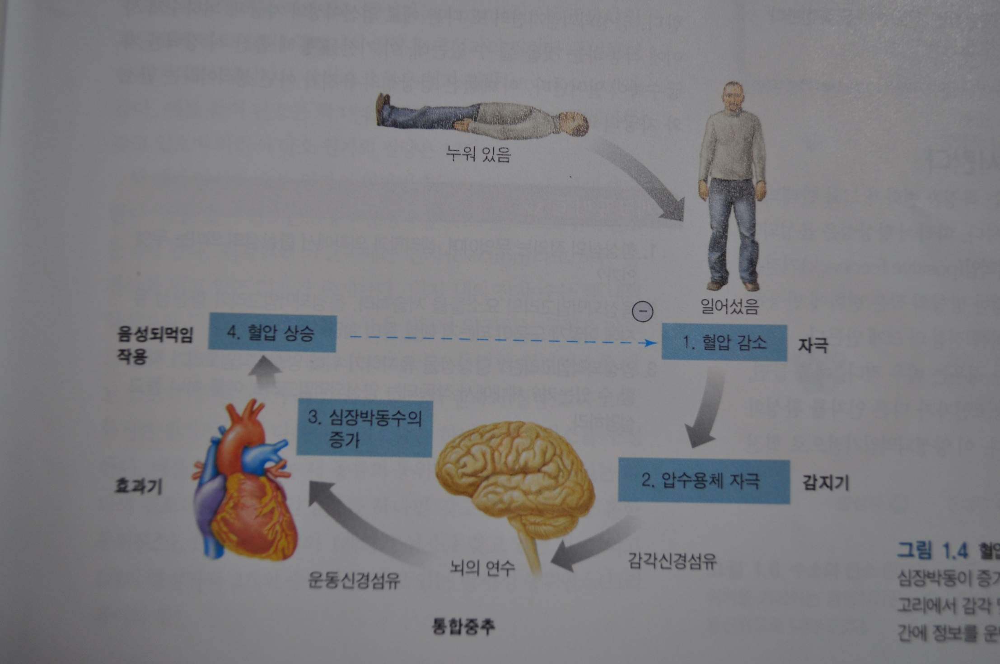 누워 있음
일어섰음
−
음성되먹임
작용
4. 혈압 상승
1. 혈압 감소
자극
3. 심장박동수의
증가
2. 압수용체 자극
감지기
효과기
감각신경섬유
뇌의 연수
운동신경섬유
통합중추
그림 1.4 혈압
심장박동이 증가
고리에서 감각
간에 정보를